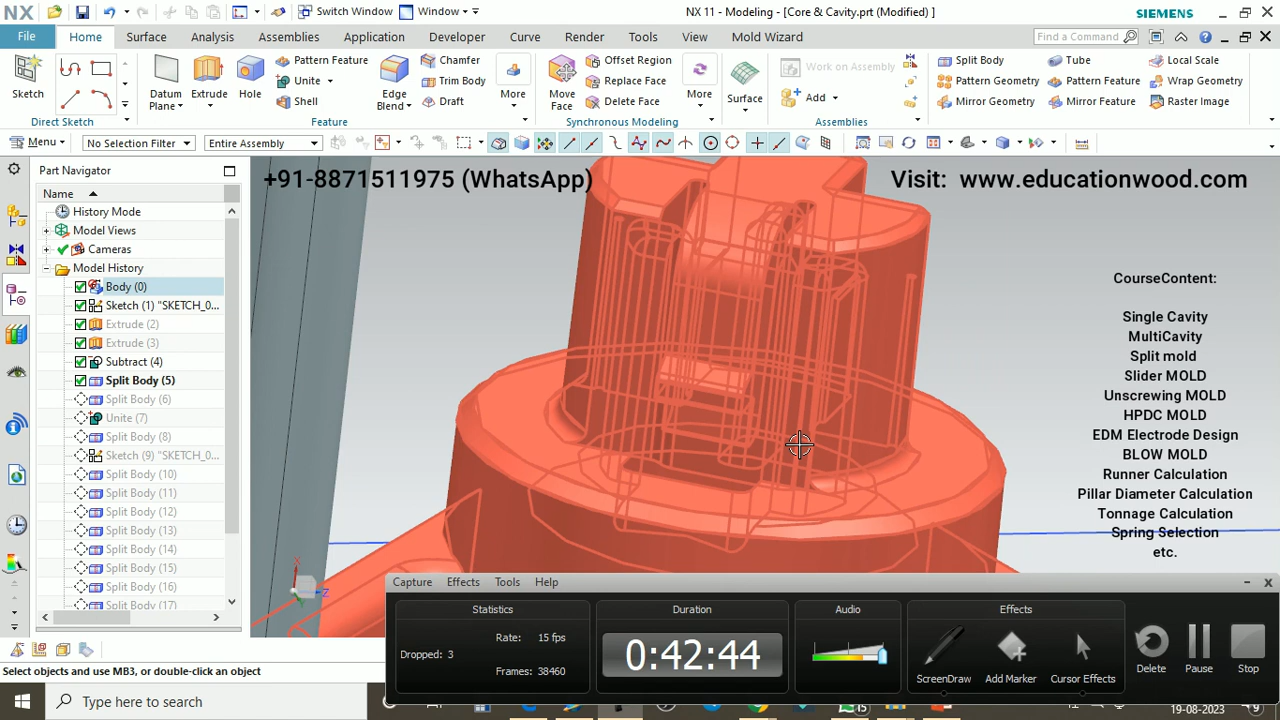 NX
Switch Window
Window
NX 11 - Modeling - [Core & Cavity.prt (Modified) ]
SIEMENS
File
Home
Surface
Analysis
Assemblies
Application
Developer
Curve
Render
Tools
View
Mold Wizard
Find a Command
Sketch
Direct Sketch
Datum Plane
Extrude
Hole
Pattern Feature
Unite
Shell
Edge Blend
Chamfer
Trim Body
Draft
More
Feature
Move Face
Offset Region
Replace Face
Delete Face
More
Synchronous Modeling
Surface
Work on Assembly
Add
Assemblies
Split Body
Pattern Geometry
Mirror Geometry
Tube
Pattern Feature
Mirror Feature
Local Scale
Wrap Geometry
Raster Image
Menu
No Selection Filter
Entire Assembly
Part Navigator
Name
History Mode
Model Views
Cameras
Model History
Body (0)
Sketch (1) "SKETCH_0...
Extrude (2)
Extrude (3)
Subtract (4)
Split Body (5)
Split Body (6)
Unite (7)
Split Body (8)
Sketch (9) "SKETCH_0...
Split Body (10)
Split Body (11)
Split Body (12)
Split Body (13)
Split Body (14)
Split Body (15)
Split Body (16)
Split Body (17)
+91-8871511975 (WhatsApp)
Visit: www.educationwood.com
CourseContent:
Single Cavity
MultiCavity
Split mold
Slider MOLD
Unscrewing MOLD
HPDC MOLD
EDM Electrode Design
BLOW MOLD
Runner Calculation
Pillar Diameter Calculation
Tonnage Calculation
Spring Selection
etc.
X
Z
Capture
Effects
Tools
Help
Statistics
Rate: 15 fps
Dropped: 3
Frames: 38460
Duration
0:42:44
Audio
Effects
ScreenDraw
Add Marker
Cursor Effects
Delete
Pause
Stop
Select objects and use MB3, or double-click an object
Type here to search
19-08-2023